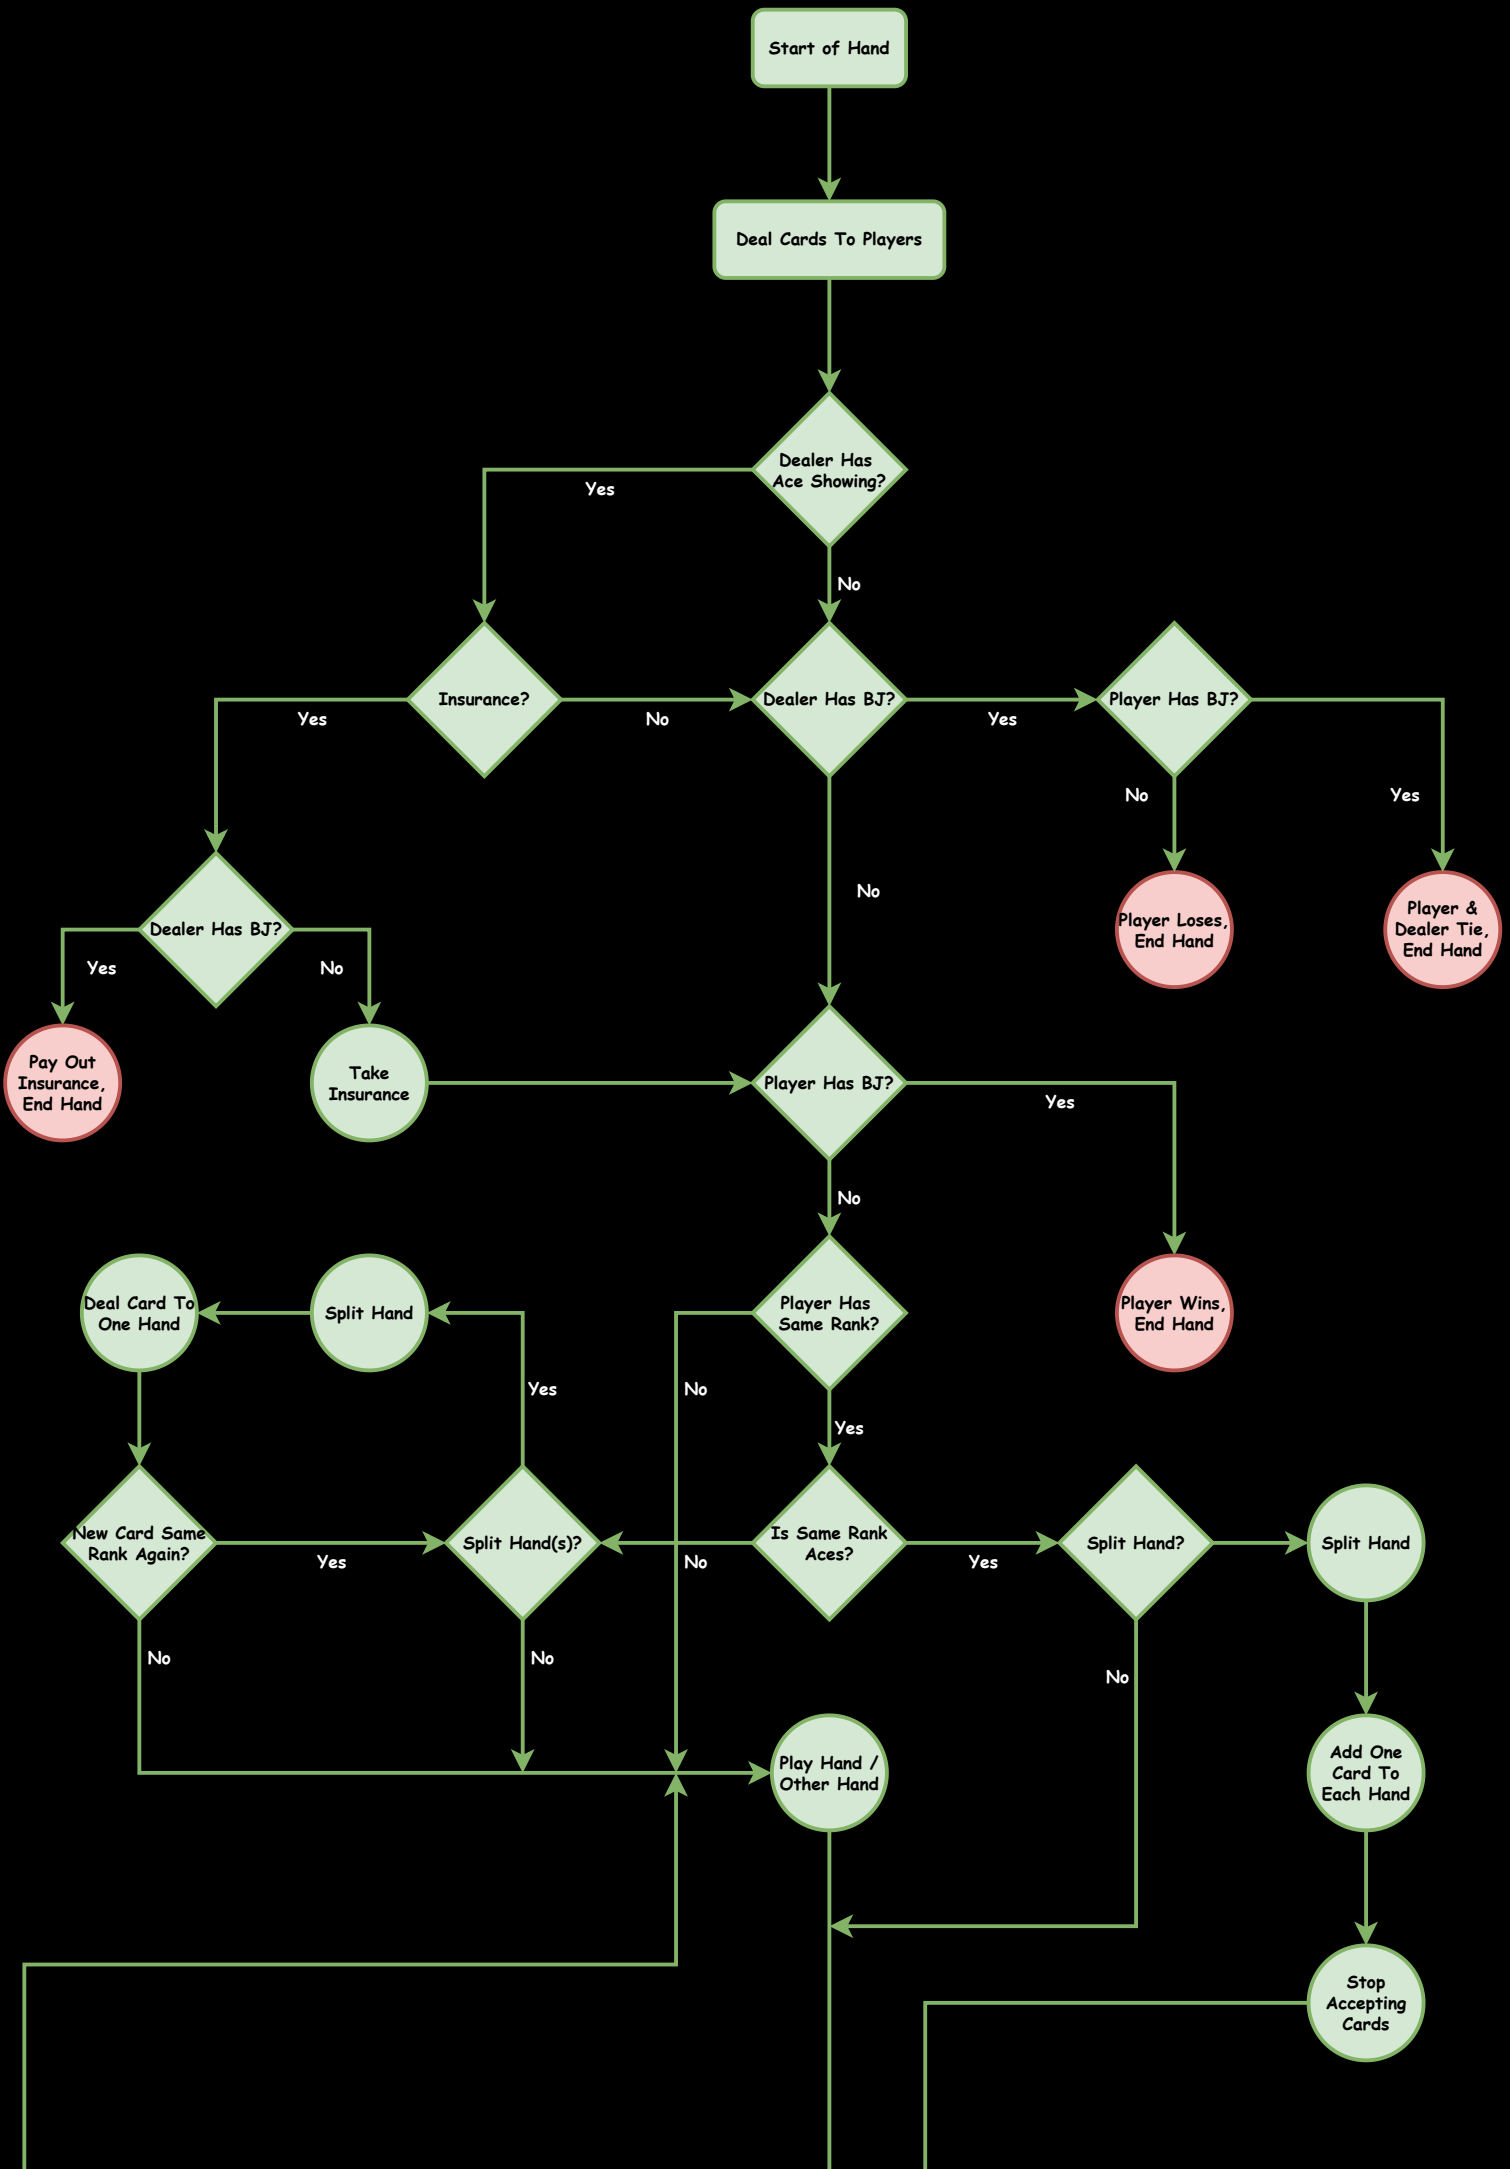 Start of Hand
Deal Cards To Players
Dealer Has
Ace Showing?
Yes
No
Insurance?
Dealer Has BJ?
Player Has BJ?
Yes
No
Yes
No
Yes
No
Player Loses,
End Hand
Player &
Dealer Tie,
End Hand
Dealer Has BJ?
Yes
No
Pay Out
Insurance,
End Hand
Take
Insurance
Player Has BJ?
Yes
No
Deal Card To
One Hand
Split Hand
Player Has
Same Rank?
Player Wins,
End Hand
Yes
No
Yes
New Card Same
Rank Again?
Split Hand(s)?
Is Same Rank
Aces?
Split Hand?
Split Hand
Yes
No
Yes
No
No
No
Play Hand /
Other Hand
Add One
Card To
Each Hand
Stop
Accepting
Cards